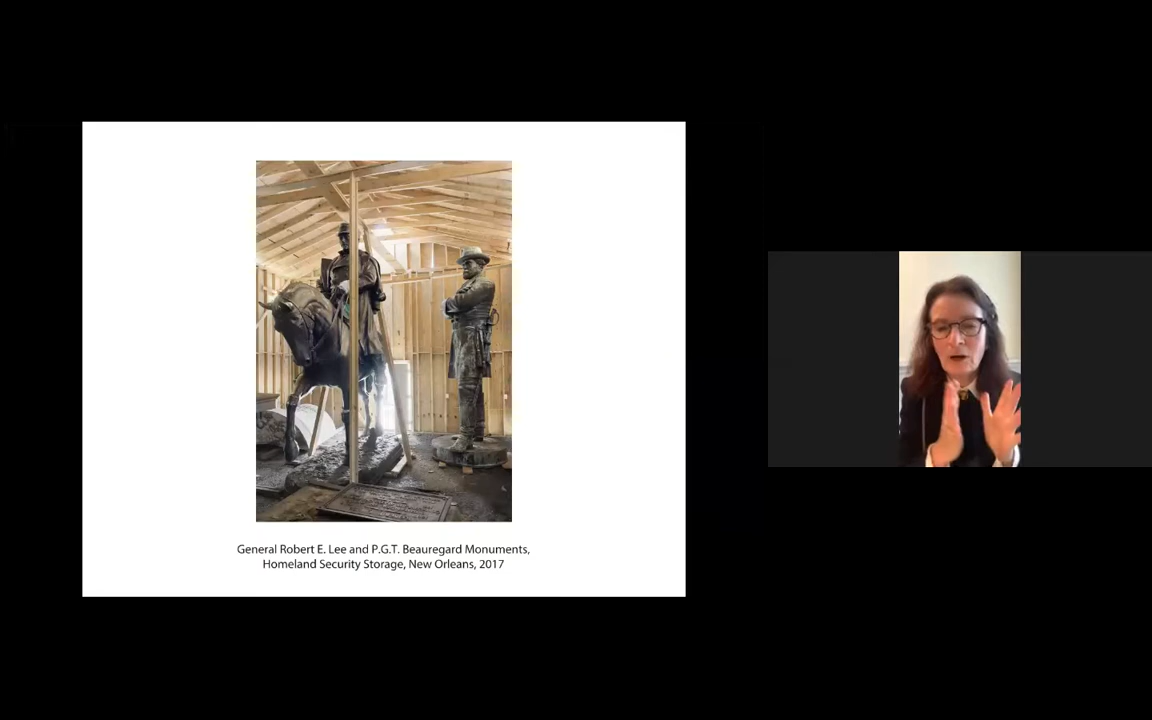 General Robert E. Lee and P.G.T. Beauregard Monuments,
Homeland Security Storage, New Orleans, 2017